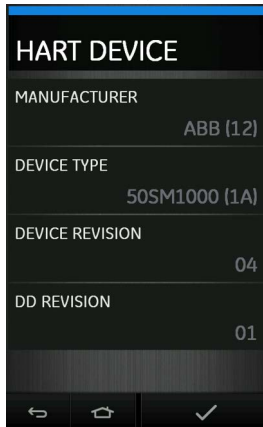 HART DEVICE
MANUFACTURER
ABB (12)
DEVICE TYPE
50SM1000 (1A)
DEVICE REVISION
04
DD REVISION
01